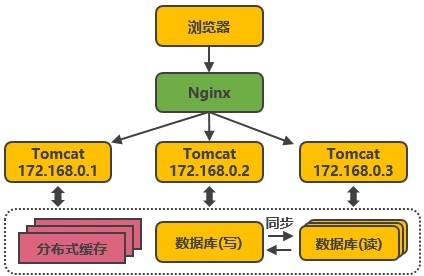 浏览器
Nginx
Tomcat
172.168.0.1
Tomcat
172.168.0.2
Tomcat
172.168.0.3
分布式缓存
数据库(写)
同步
数据库(读)